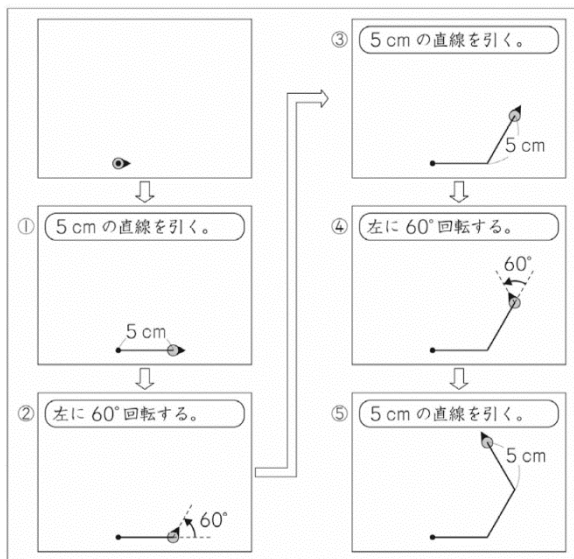 ① 5 cm の直線を引く。
5 cm
② 左に 60°回転する。
60°
③ 5 cm の直線を引く。
5 cm
④ 左に 60°回転する。
60°
⑤ 5 cm の直線を引く。
5 cm